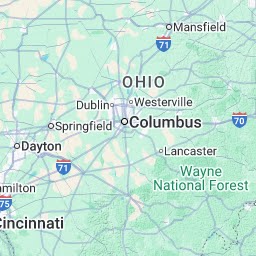 Mansfield
71
OHIO
Dublin
Westerville
Springfield
Columbus
70
Dayton
Lancaster
71
Wayne
National Forest
amilton
75
Cincinnati